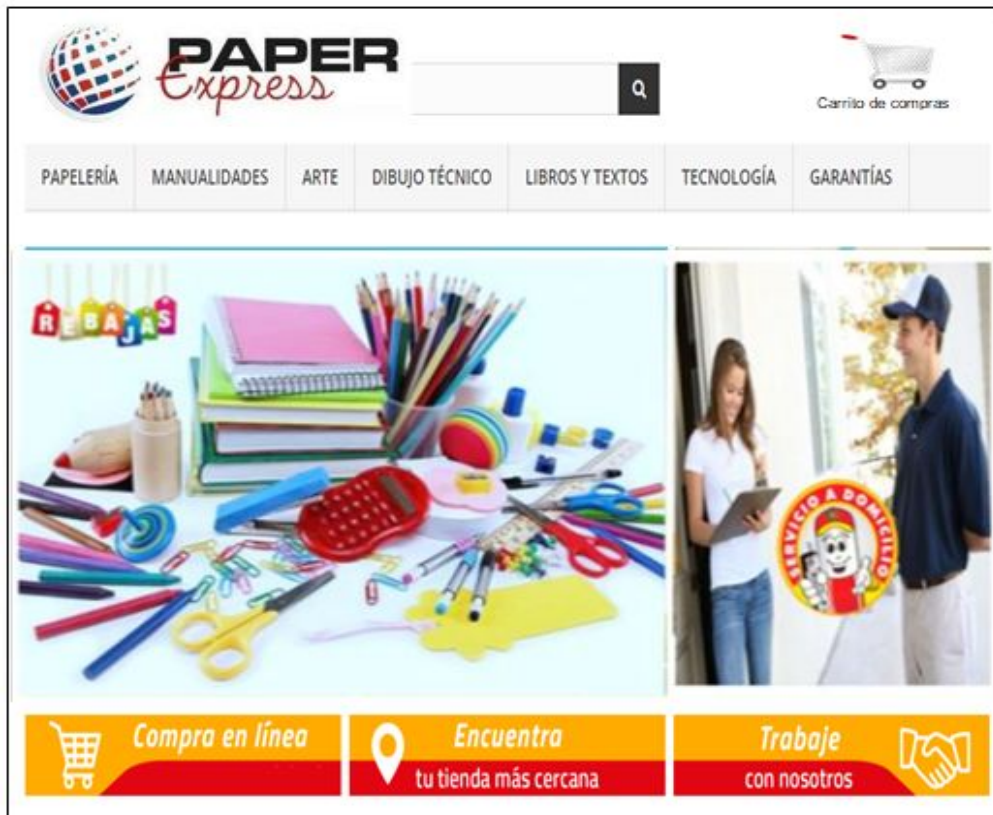 PAPER
Express
Carrito de compras
PAPELERÍA
MANUALIDADES
ARTE
DIBUJO TÉCNICO
LIBROS Y TEXTOS
TECNOLOGÍA
GARANTÍAS
REBAJAS
SERVICIO A DOMICILIO
Compra en línea
Encuentra
tu tienda más cercana
Trabaje
con nosotros